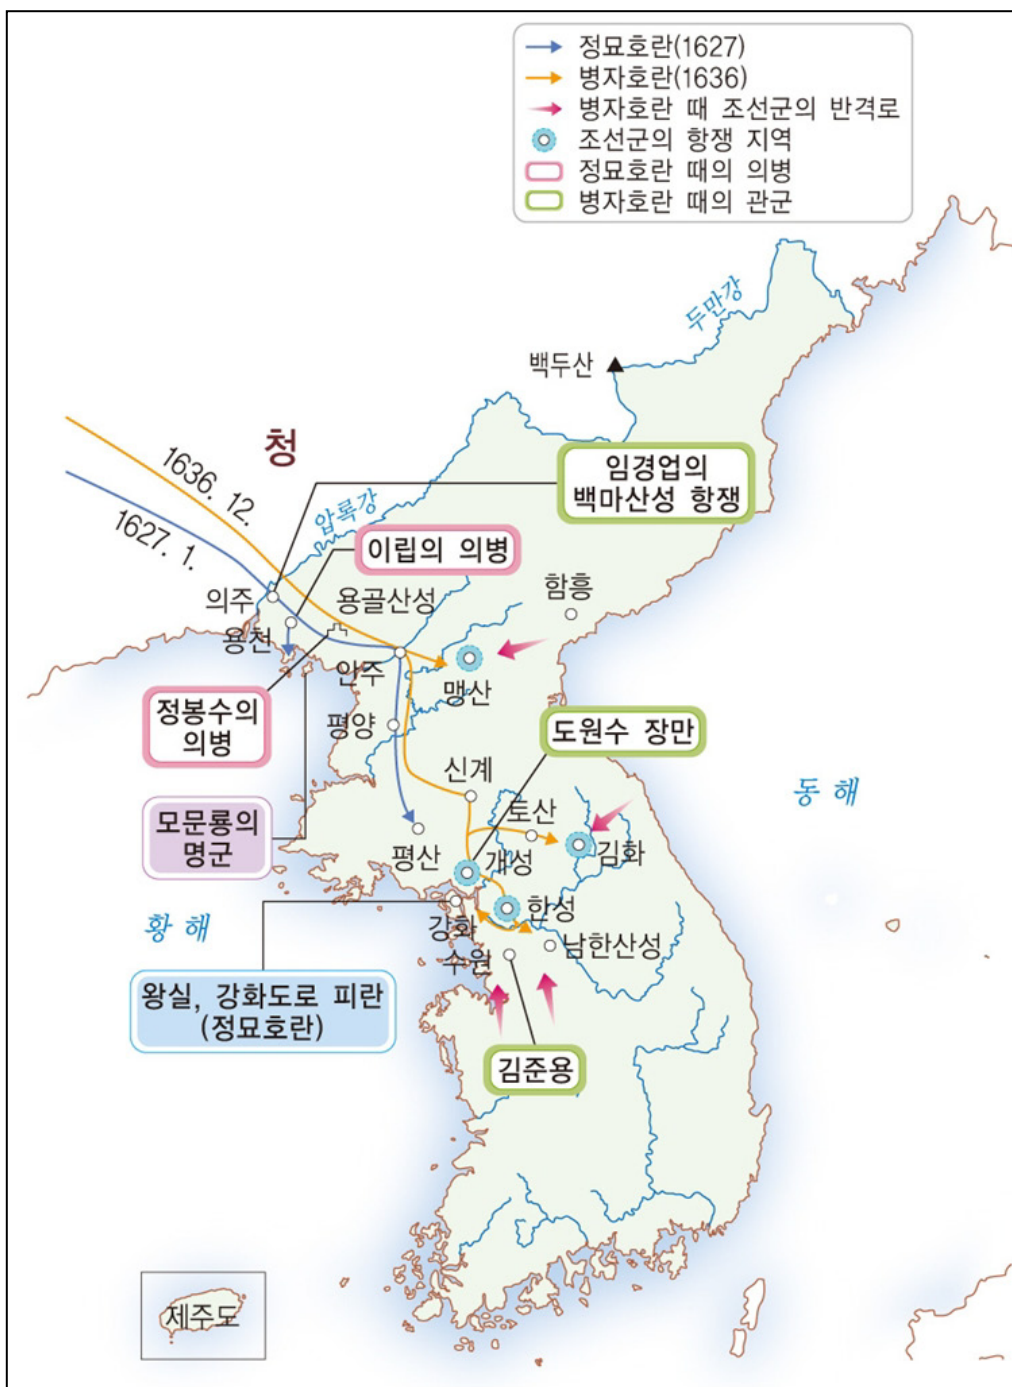 정묘호란(1627)
병자호란(1636)
병자호란 때 조선군의 반격로
조선군의 항쟁 지역
정묘호란 때의 의병
병자호란 때의 관군
두만강
백두산
청
임경업의
백마산성 항쟁
1636. 12.
1627. 1.
압록강
이립의 의병
함흥
의주
용골산성
용천
안주
맹산
정봉수의
의병
평양
도원수 장만
신계
동해
토산
모문룡의
명군
평산
개성
김화
황해
강화
한성
수원
남한산성
왕실, 강화도로 피란
(정묘호란)
김준용
제주도